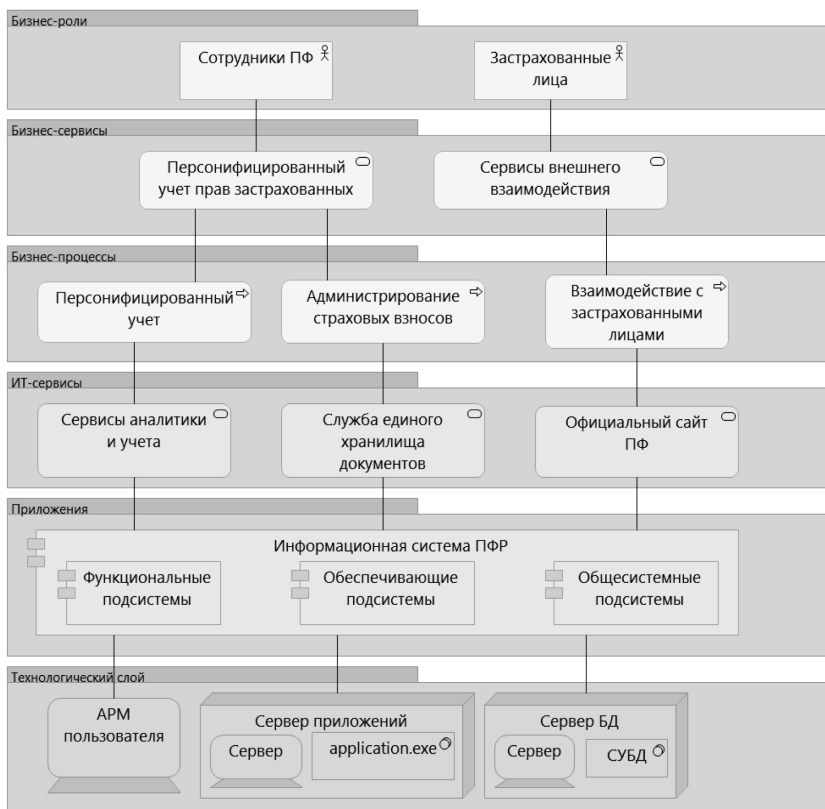 Бизнес-роли
Сотрудники ПФ
Застрахованные
лица
Бизнес-сервисы
Персонифицированный
учет прав застрахованных
Сервисы внешнего
взаимодействия
Бизнес-процессы
Персонифицированный
учет
Администрирование
страховых взносов
Взаимодействие с
застрахованными
лицами
ИТ-сервисы
Сервисы аналитики
и учета
Служба единого
хранилища
документов
Официальный сайт
ПФ
Приложения
Информационная система ПФР
Функциональные
подсистемы
Обеспечивающие
подсистемы
Общесистемные
подсистемы
Технологический слой
АРМ
пользователя
Сервер приложений
Сервер
application.exe
Сервер БД
Сервер
СУБД